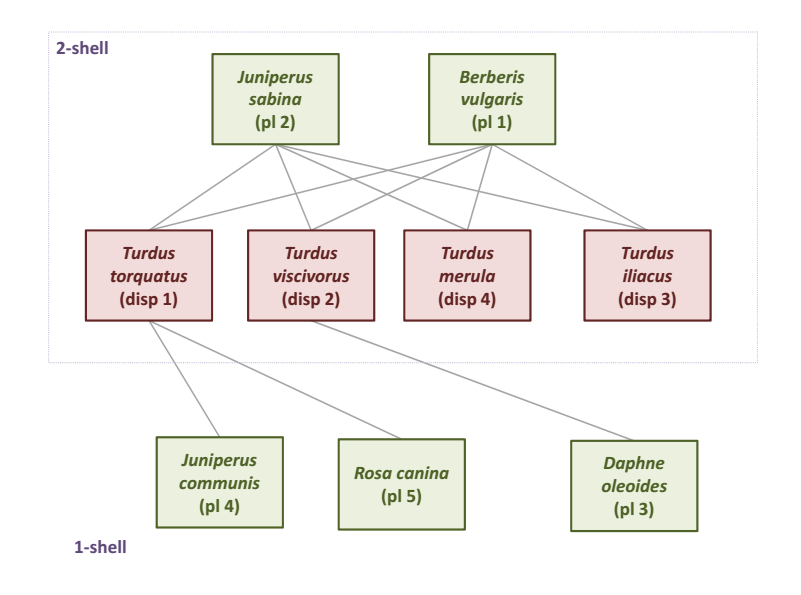 2-shell
Juniperus
sabina
(pl 2)
Berberis
vulgaris
(pl 1)
Turdus
torquatus
(disp 1)
Turdus
viscivorus
(disp 2)
Turdus
merula
(disp 4)
Turdus
iliacus
(disp 3)
Juniperus
communis
(pl 4)
Rosa canina
(pl 5)
Daphne
oleoides
(pl 3)
1-shell